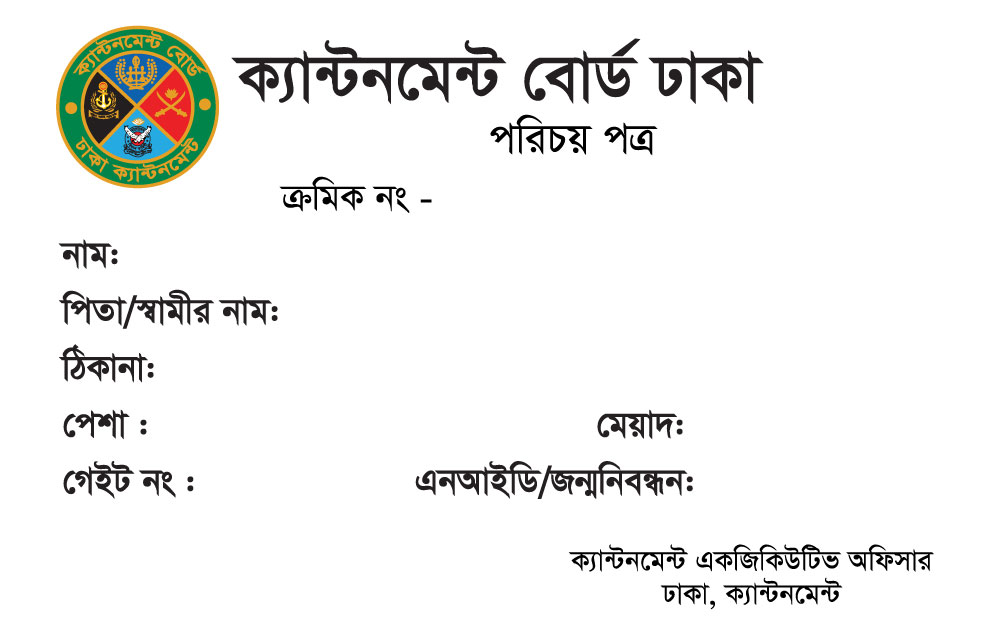 ক্যান্টনমেন্ট বোর্ড
ঢাকা ক্যান্টনমেন্ট
ক্যান্টনমেন্ট বোর্ড ঢাকা
পরিচয় পত্র
ক্রমিক নং -
নাম:
পিতা/স্বামীর নাম:
ঠিকানা:
পেশা : মেয়াদ:
গেইট নং : এনআইডি/জন্মনিবন্ধন:
ক্যান্টনমেন্ট একজিকিউটিভ অফিসার
ঢাকা, ক্যান্টনমেন্ট